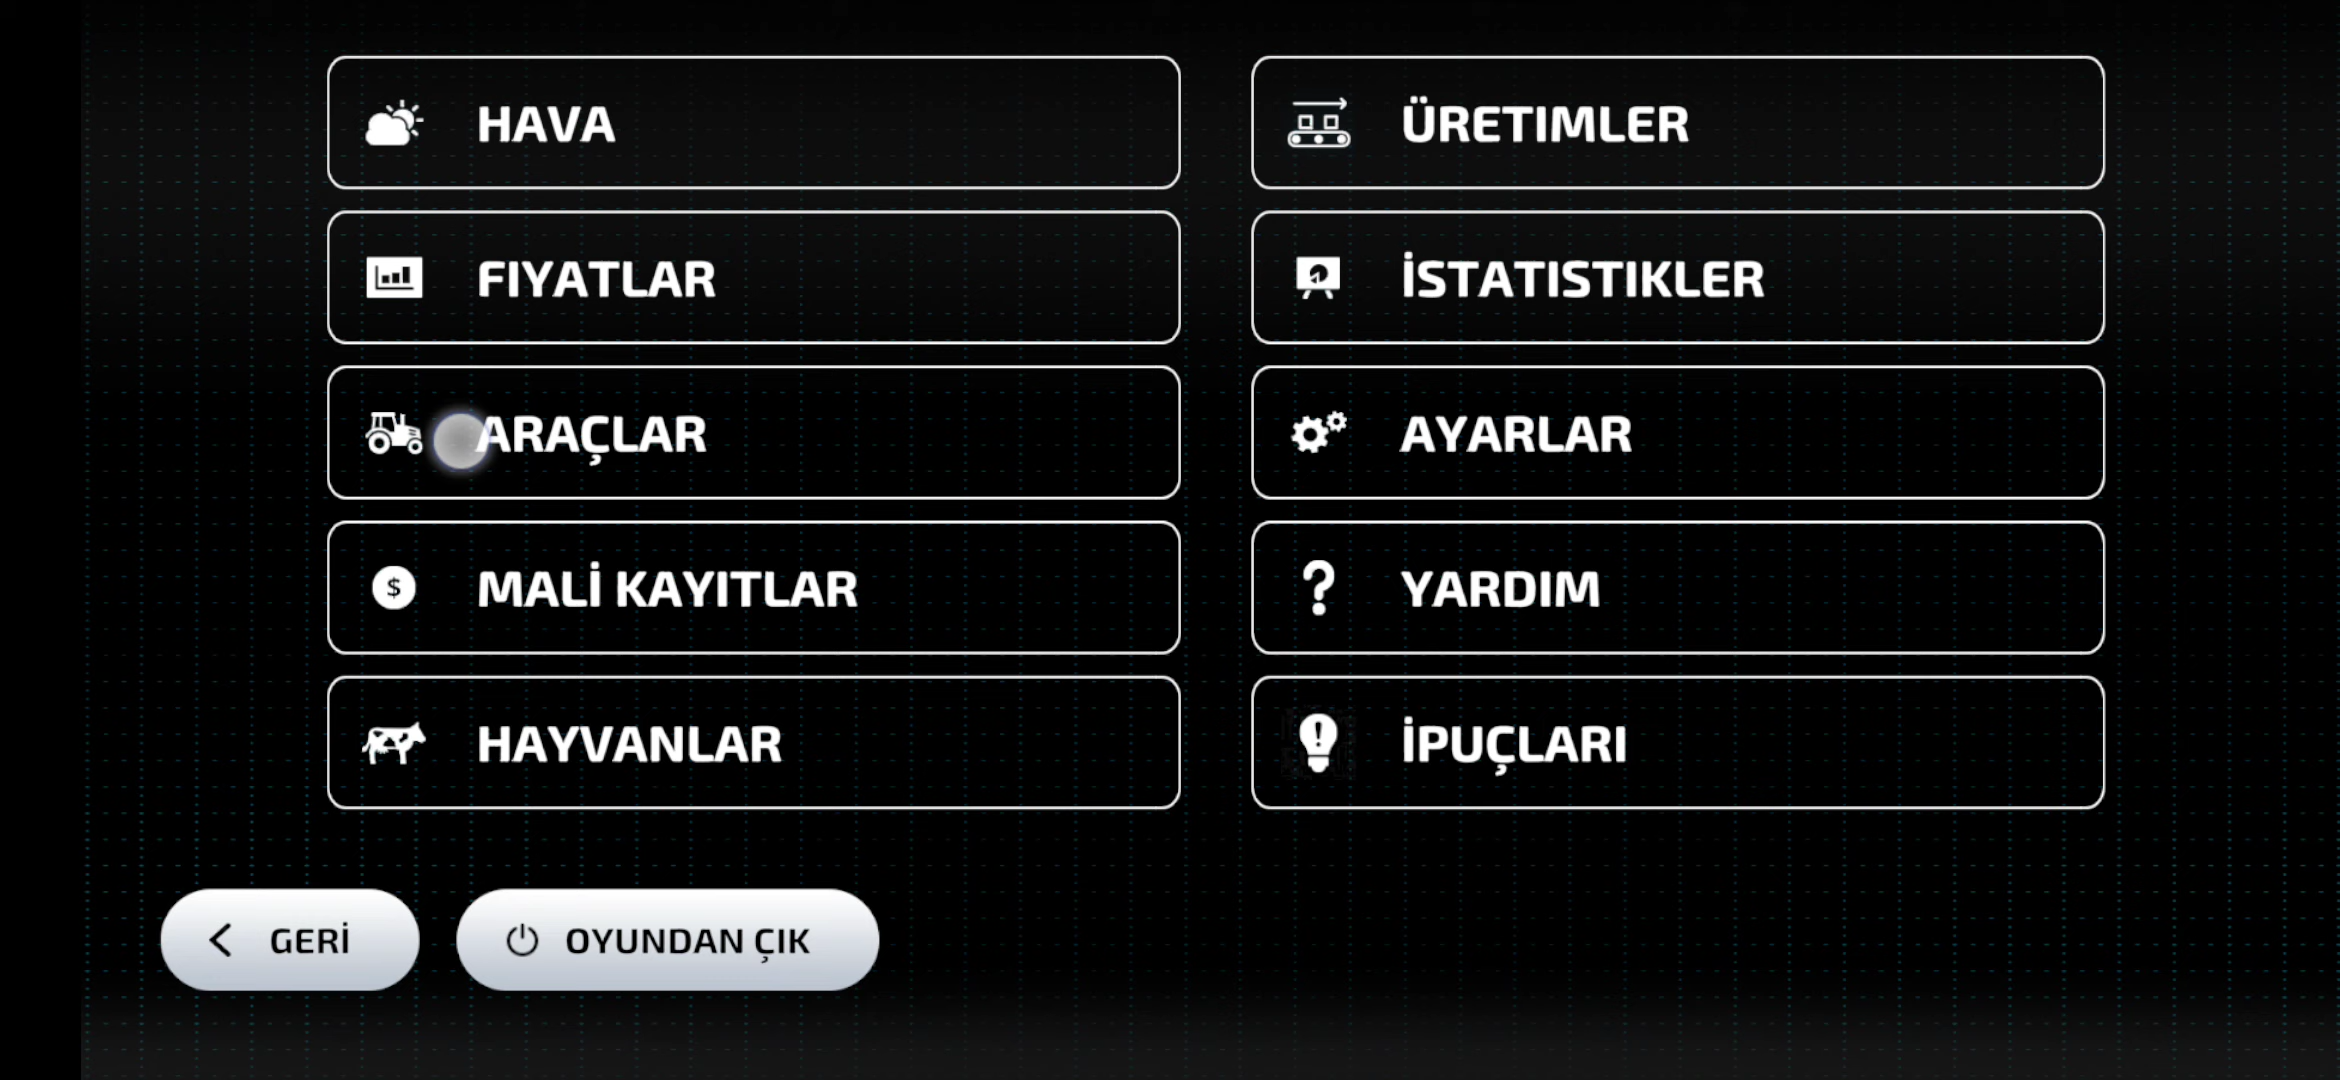 HAVA
FIYATLAR
ARAÇLAR
MALİ KAYITLAR
HAYVANLAR
ÜRETIMLER
İSTATISTIKLER
AYARLAR
YARDIM
İPUÇLARI
GERİ
OYUNDAN ÇIK